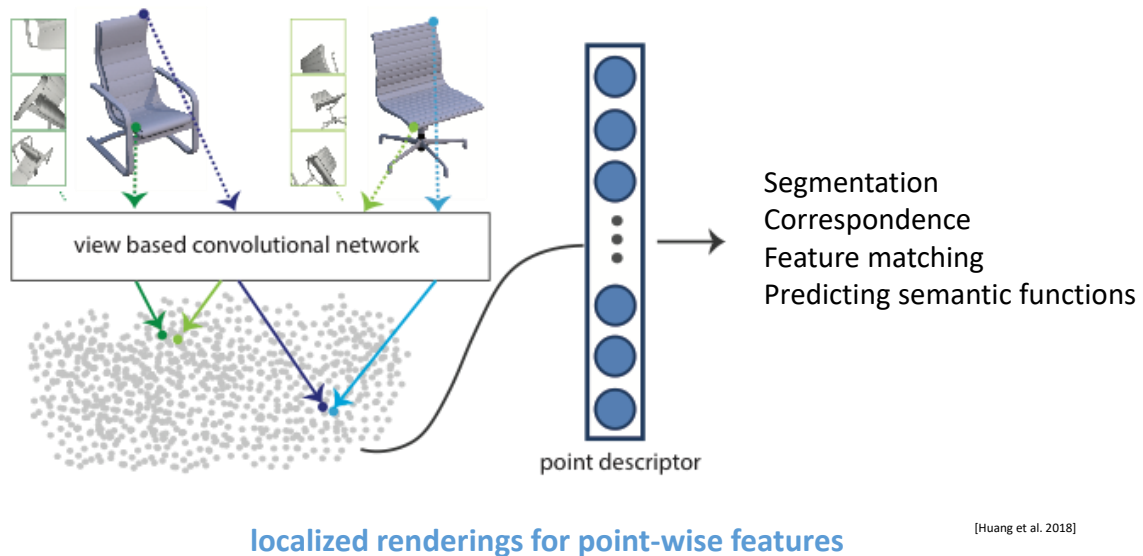 view based convolutional network
point descriptor
Segmentation
Correspondence
Feature matching
Predicting semantic functions
localized renderings for point-wise features
[Huang et al. 2018]